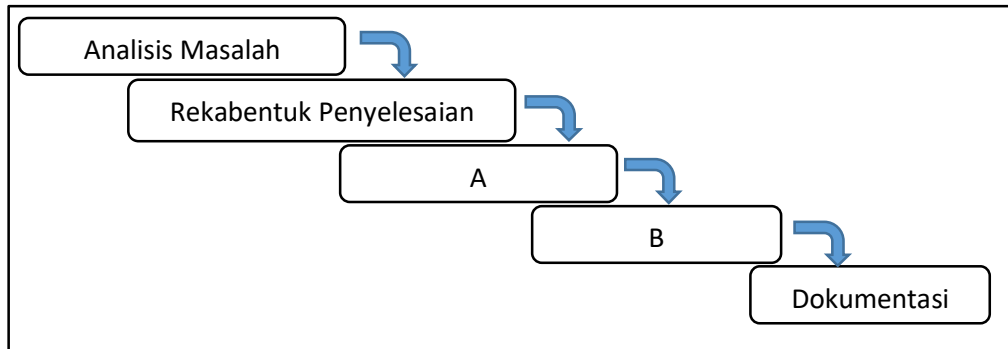 Analisis Masalah
Rekabentuk Penyelesaian
A
B
Dokumentasi